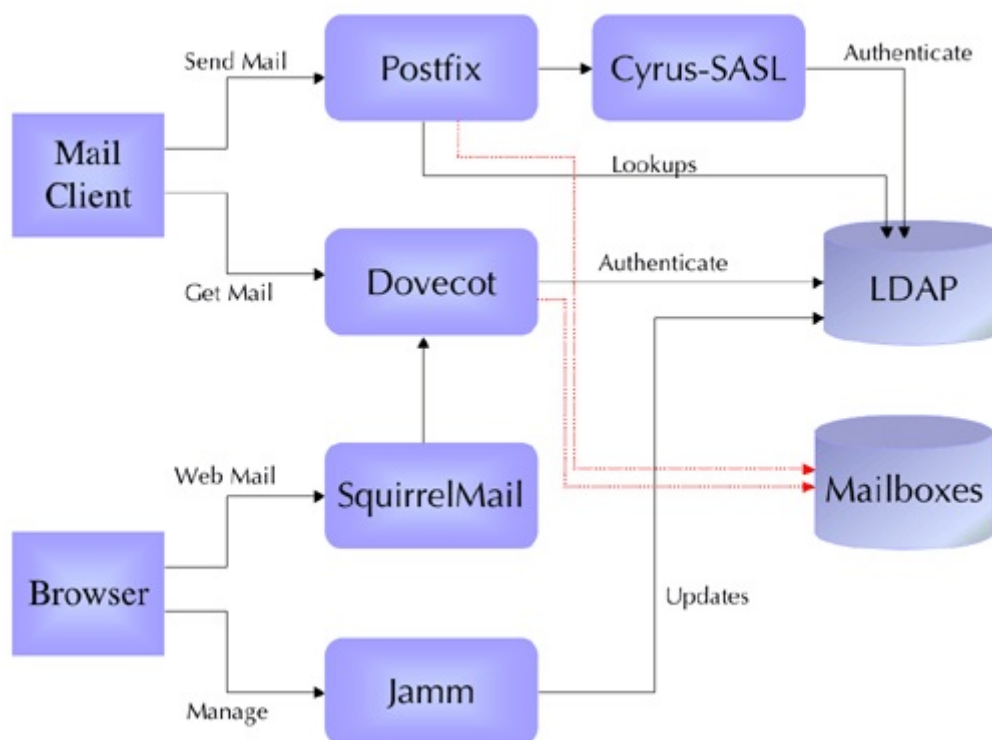 Send Mail
Postfix
Cyrus-SASL
Authenticate
Mail
Client
Lookups
Get Mail
Dovecot
Authenticate
LDAP
Web Mail
SquirrelMail
Mailboxes
Browser
Updates
Manage
Jamm